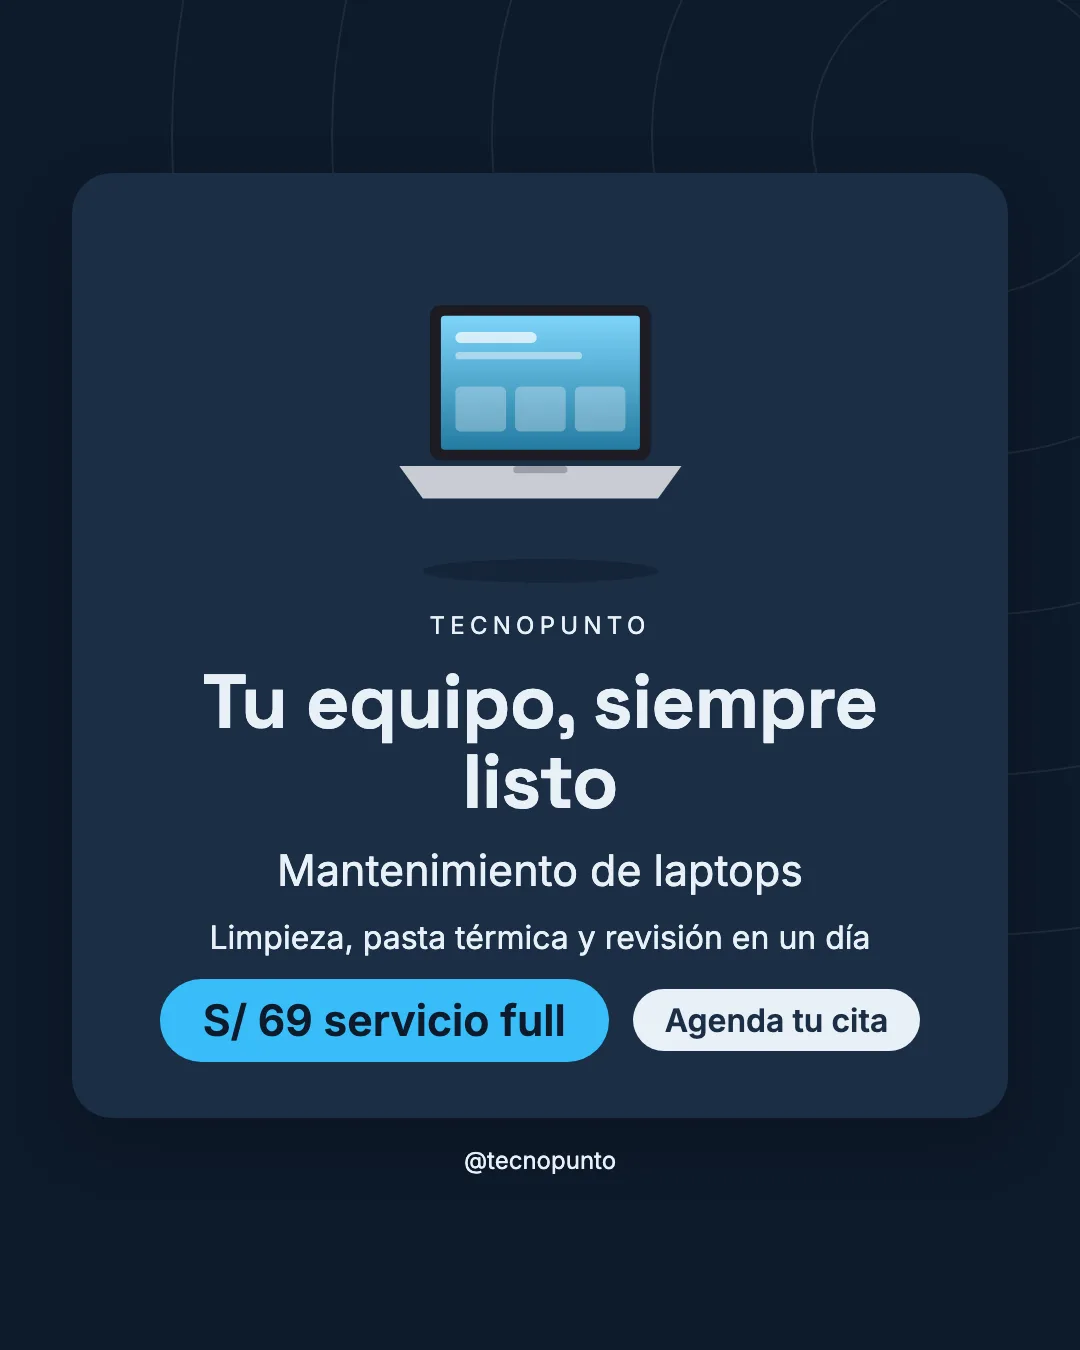 TECNOPUNTO
Tu equipo, siempre
listo
Mantenimiento de laptops
Limpieza, pasta térmica y revisión en un día
S/ 69 servicio full
Agenda tu cita
@tecnopunto